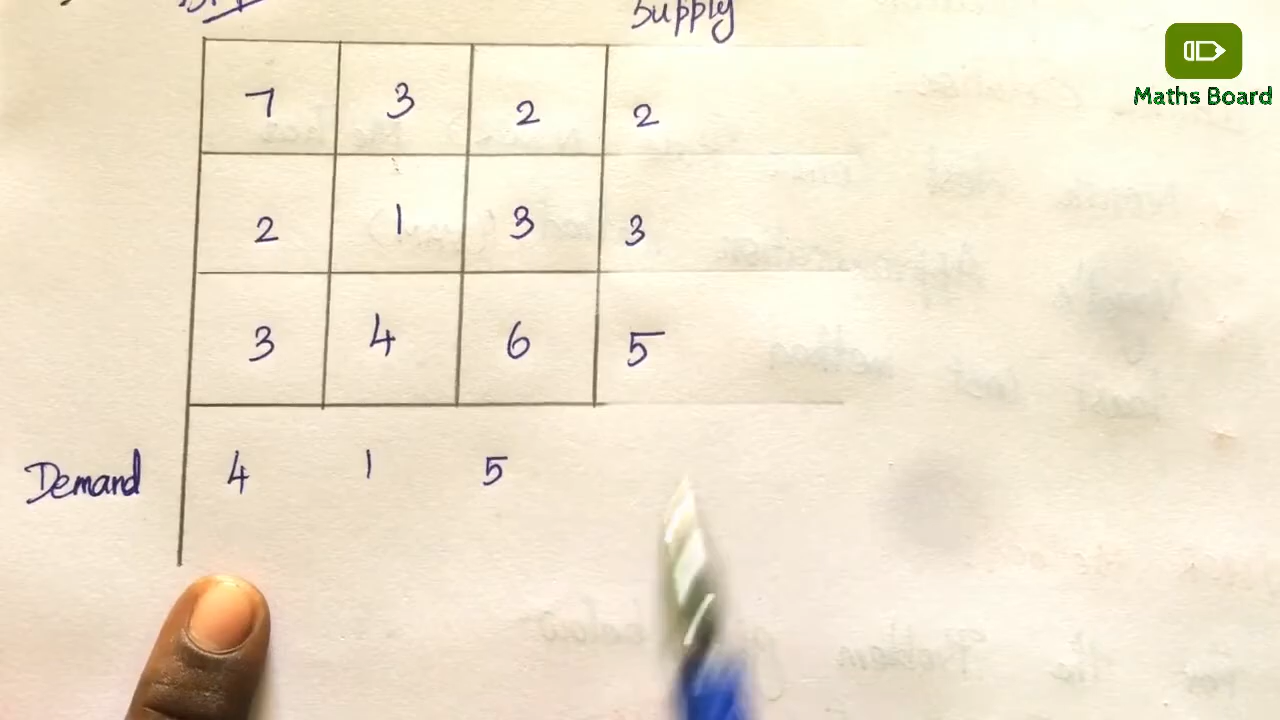 Supply
Maths Board
7 3 2 2
2 1 3 3
3 4 6 5
Demand 4 1 5